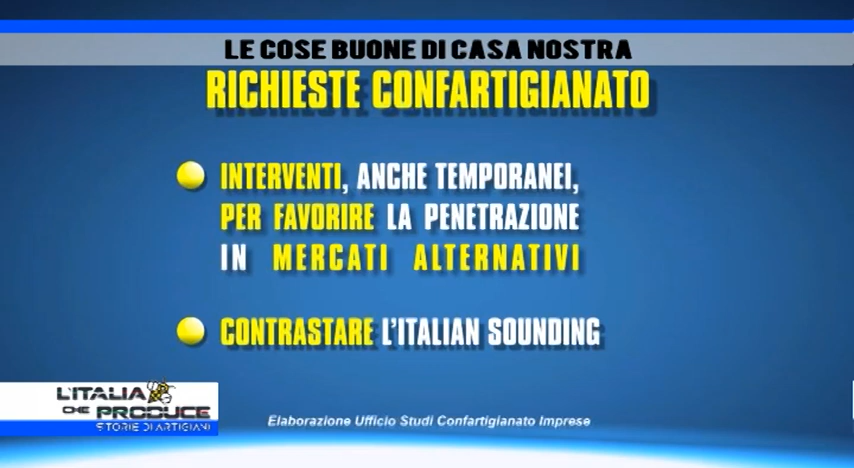 LE COSE BUONE DI CASA NOSTRA
RICHIESTE CONFARTIGIANATO
INTERVENTI, ANCHE TEMPORANEI,
PER FAVORIRE LA PENETRAZIONE
IN MERCATI ALTERNATIVI
CONTRASTARE L'ITALIAN SOUNDING
L'ITALIA
CHE PRODUCE
STORIE DI ARTIGIANI
Elaborazione Ufficio Studi Confartigianato Imprese